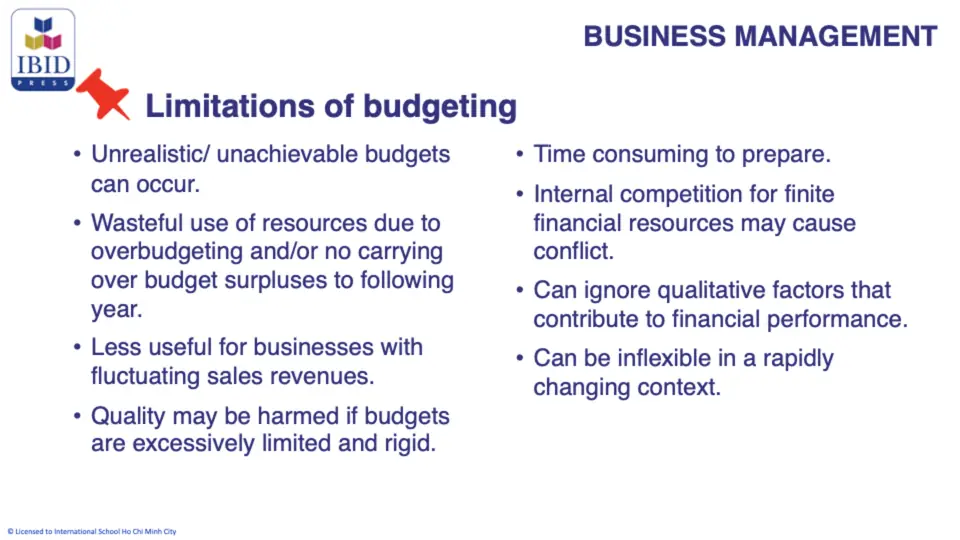 IBID
PRESS
BUSINESS MANAGEMENT
Limitations of budgeting
• Unrealistic/ unachievable budgets
can occur.
• Wasteful use of resources due to
overbudgeting and/or no carrying
over budget surpluses to following
year.
• Less useful for businesses with
fluctuating sales revenues.
• Quality may be harmed if budgets
are excessively limited and rigid.
• Time consuming to prepare.
• Internal competition for finite
financial resources may cause
conflict.
• Can ignore qualitative factors that
contribute to financial performance.
• Can be inflexible in a rapidly
changing context.
© Licensed to International School Ho Chi Minh City